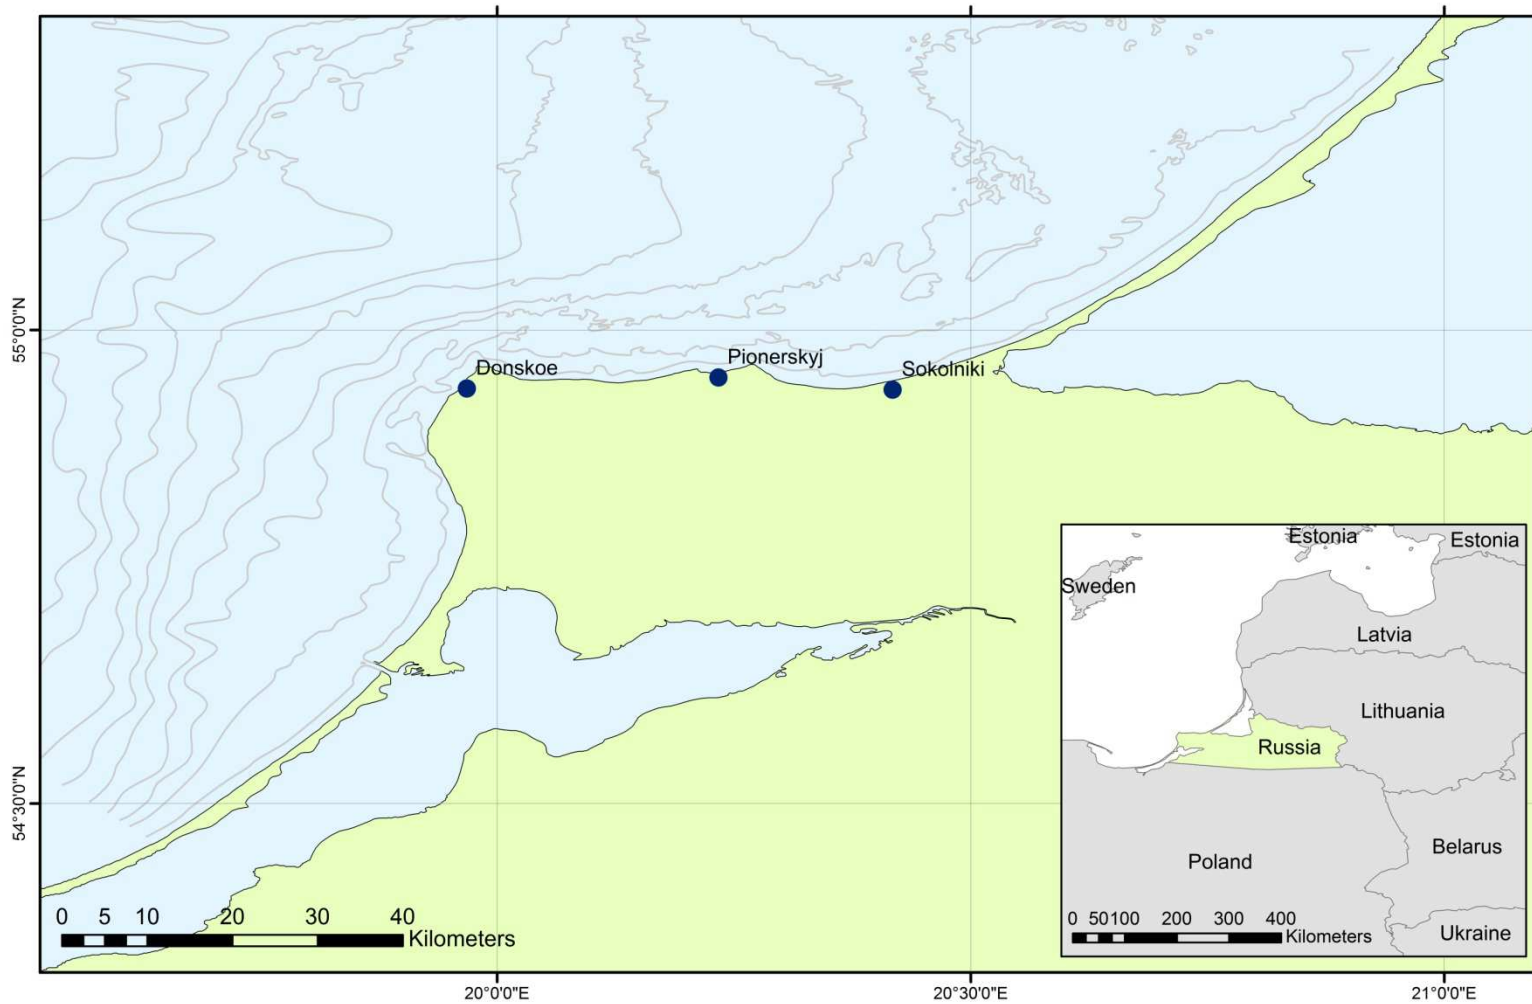 55°0'0"N
54°30'0"N
Donskoe
Pionerskyj
Sokolniki
0 5 10 20 30 40
Kilometers
20°0'0"E
20°30'0"E
21°0'0"E
Estonia
Estonia
Sweden
Latvia
Lithuania
Russia
Belarus
Poland
0 50 100 200 300 400
Kilometers
Ukraine